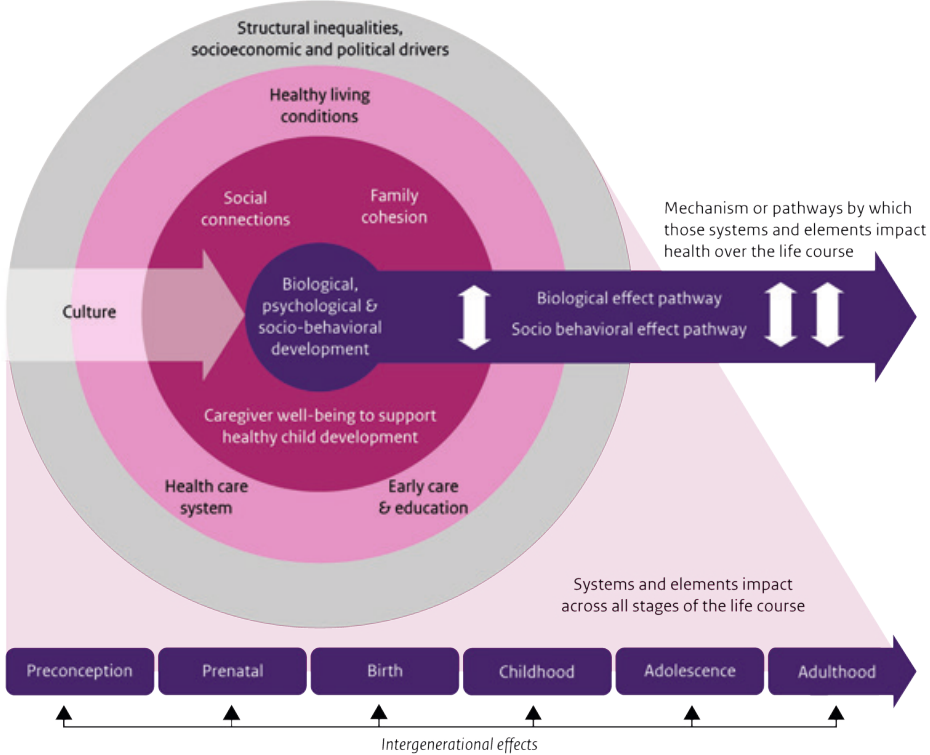 Structural inequalities,
socioeconomic and political drivers
Healthy living
conditions
Social
connections
Family
cohesion
Mechanism or pathways by which
those systems and elements impact
health over the life course
Culture
Biological,
psychological &
socio-behavioral
development
Biological effect pathway
Socio behavioral effect pathway
Caregiver well-being to support
healthy child development
Health care
system
Early care
& education
Systems and elements impact
across all stages of the life course
Preconception
Prenatal
Birth
Childhood
Adolescence
Adulthood
Intergenerational effects